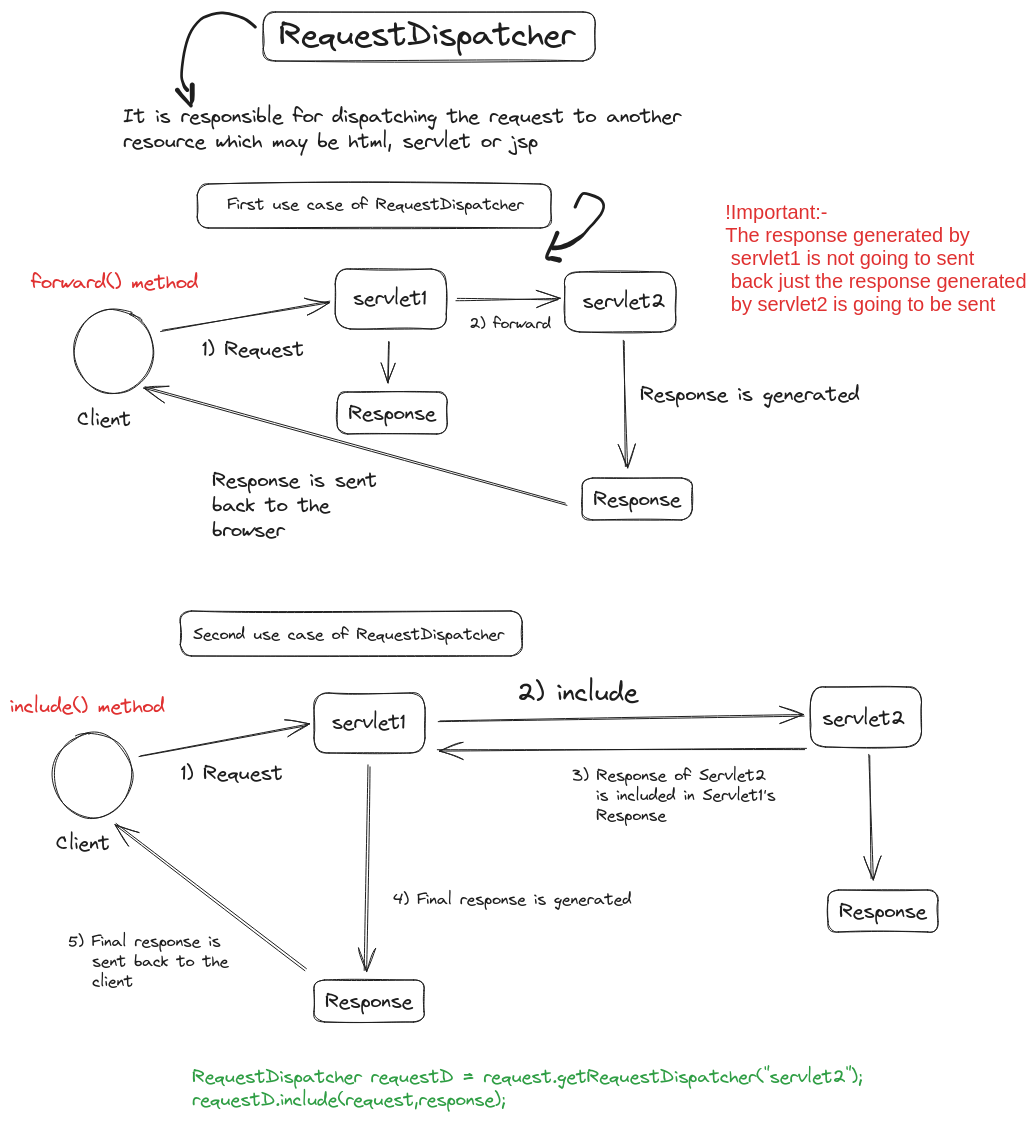 RequestDispatcher
It is responsible for dispatching the request to another
resource which may be html, servlet or jsp
First use case of RequestDispatcher
!Important:-
The response generated by
servlet1 is not going to sent
back just the response generated
by servlet2 is going to be sent
forward() method
servlet1
servlet2
2) forward
1) Request
Client
Response
Response is generated
Response is sent
back to the
browser
Response
Second use case of RequestDispatcher
include() method
2) include
servlet1
servlet2
1) Request
3) Response of Servlet2
is included in Servlet1's
Response
Client
4) Final response is generated
Response
5) Final response is
sent back to the
client
Response
RequestDispatcher requestD = request.getRequestDispatcher("servlet2");
requestD.include(request,response);